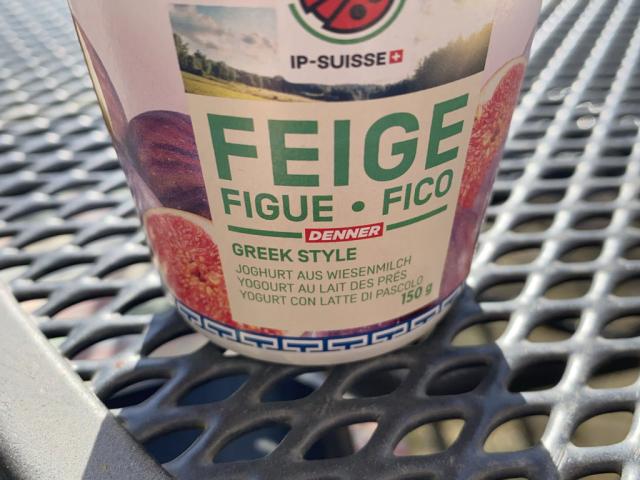 IP-SUISSE
FEIGE
FIGUE • FICO
DENNER
GREEK STYLE
JOGHURT AUS WIESENMILCH
YOGOURT AU LAIT DES PRÉS
YOGURT CON LATTE DI PASCOLO
150 g